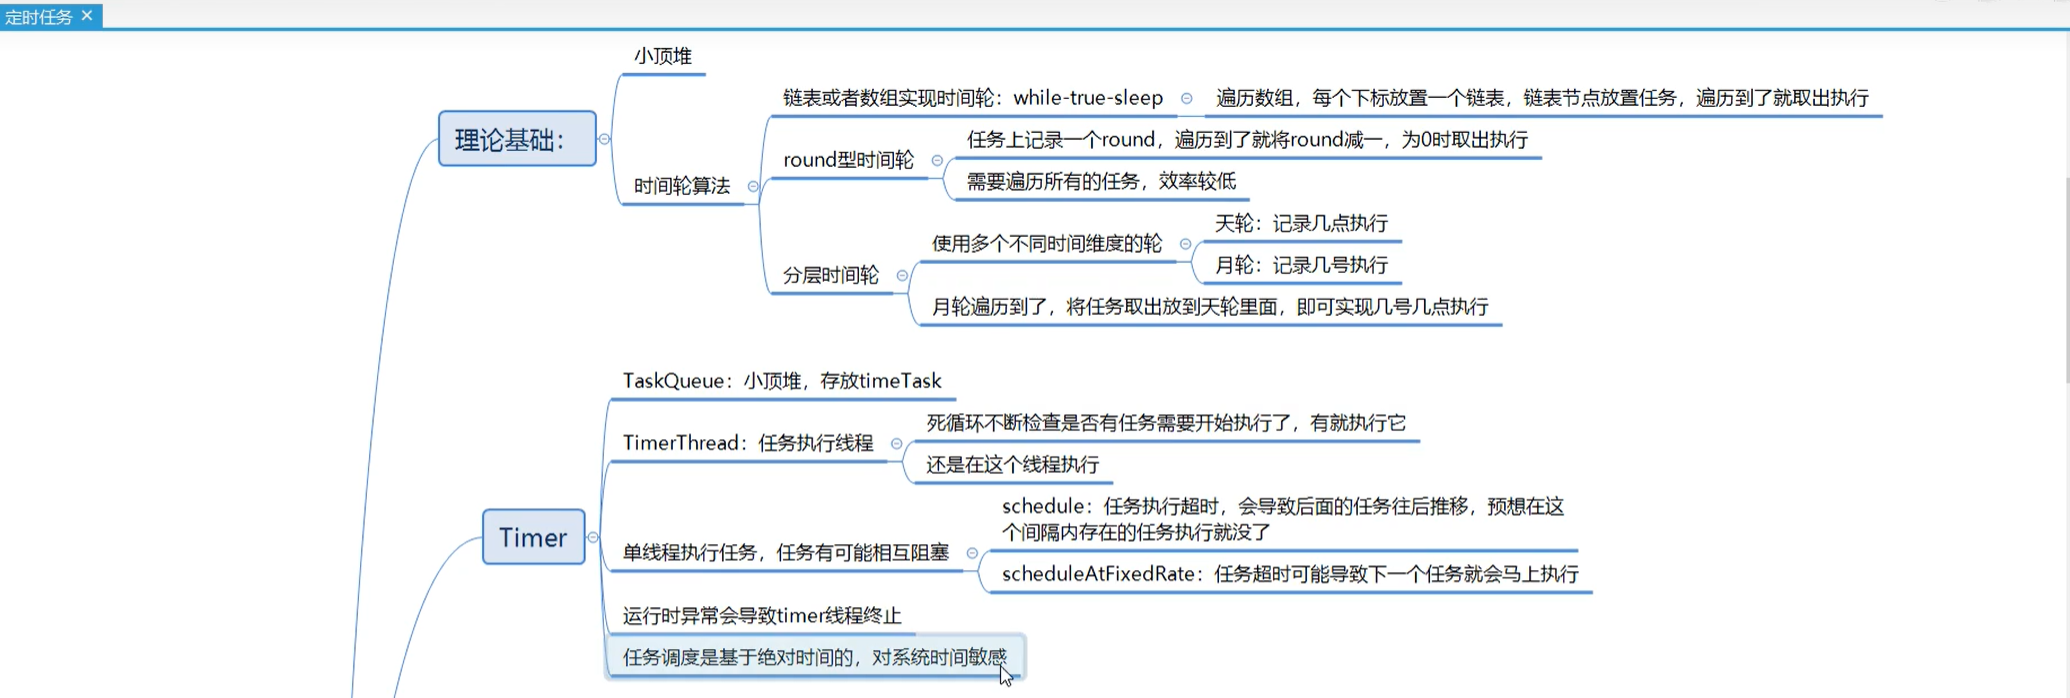 定时任务
小顶堆
链表或者数组实现时间轮：while-true-sleep
遍历数组，每个下标放置一个链表，链表节点放置任务，遍历到了就取出执行
理论基础：
任务上记录一个round，遍历到了就将round减一，为0时取出执行
round型时间轮
需要遍历所有的任务，效率较低
时间轮算法
天轮：记录几点执行
使用多个不同时间维度的轮
月轮：记录几号执行
分层时间轮
月轮遍历到了，将任务取出放到天轮里面，即可实现几号几点执行
TaskQueue：小顶堆，存放timeTask
死循环不断检查是否有任务需要开始执行了，有就执行它
TimerThread：任务执行线程
还是在这个线程执行
schedule：任务执行超时，会导致后面的任务往后推移，预想在这
个间隔内存在的任务执行就没了
Timer
单线程执行任务，任务有可能相互阻塞
scheduleAtFixedRate：任务超时可能导致下一个任务就会马上执行
运行时异常会导致timer线程终止
任务调度是基于绝对时间的，对系统时间敏感